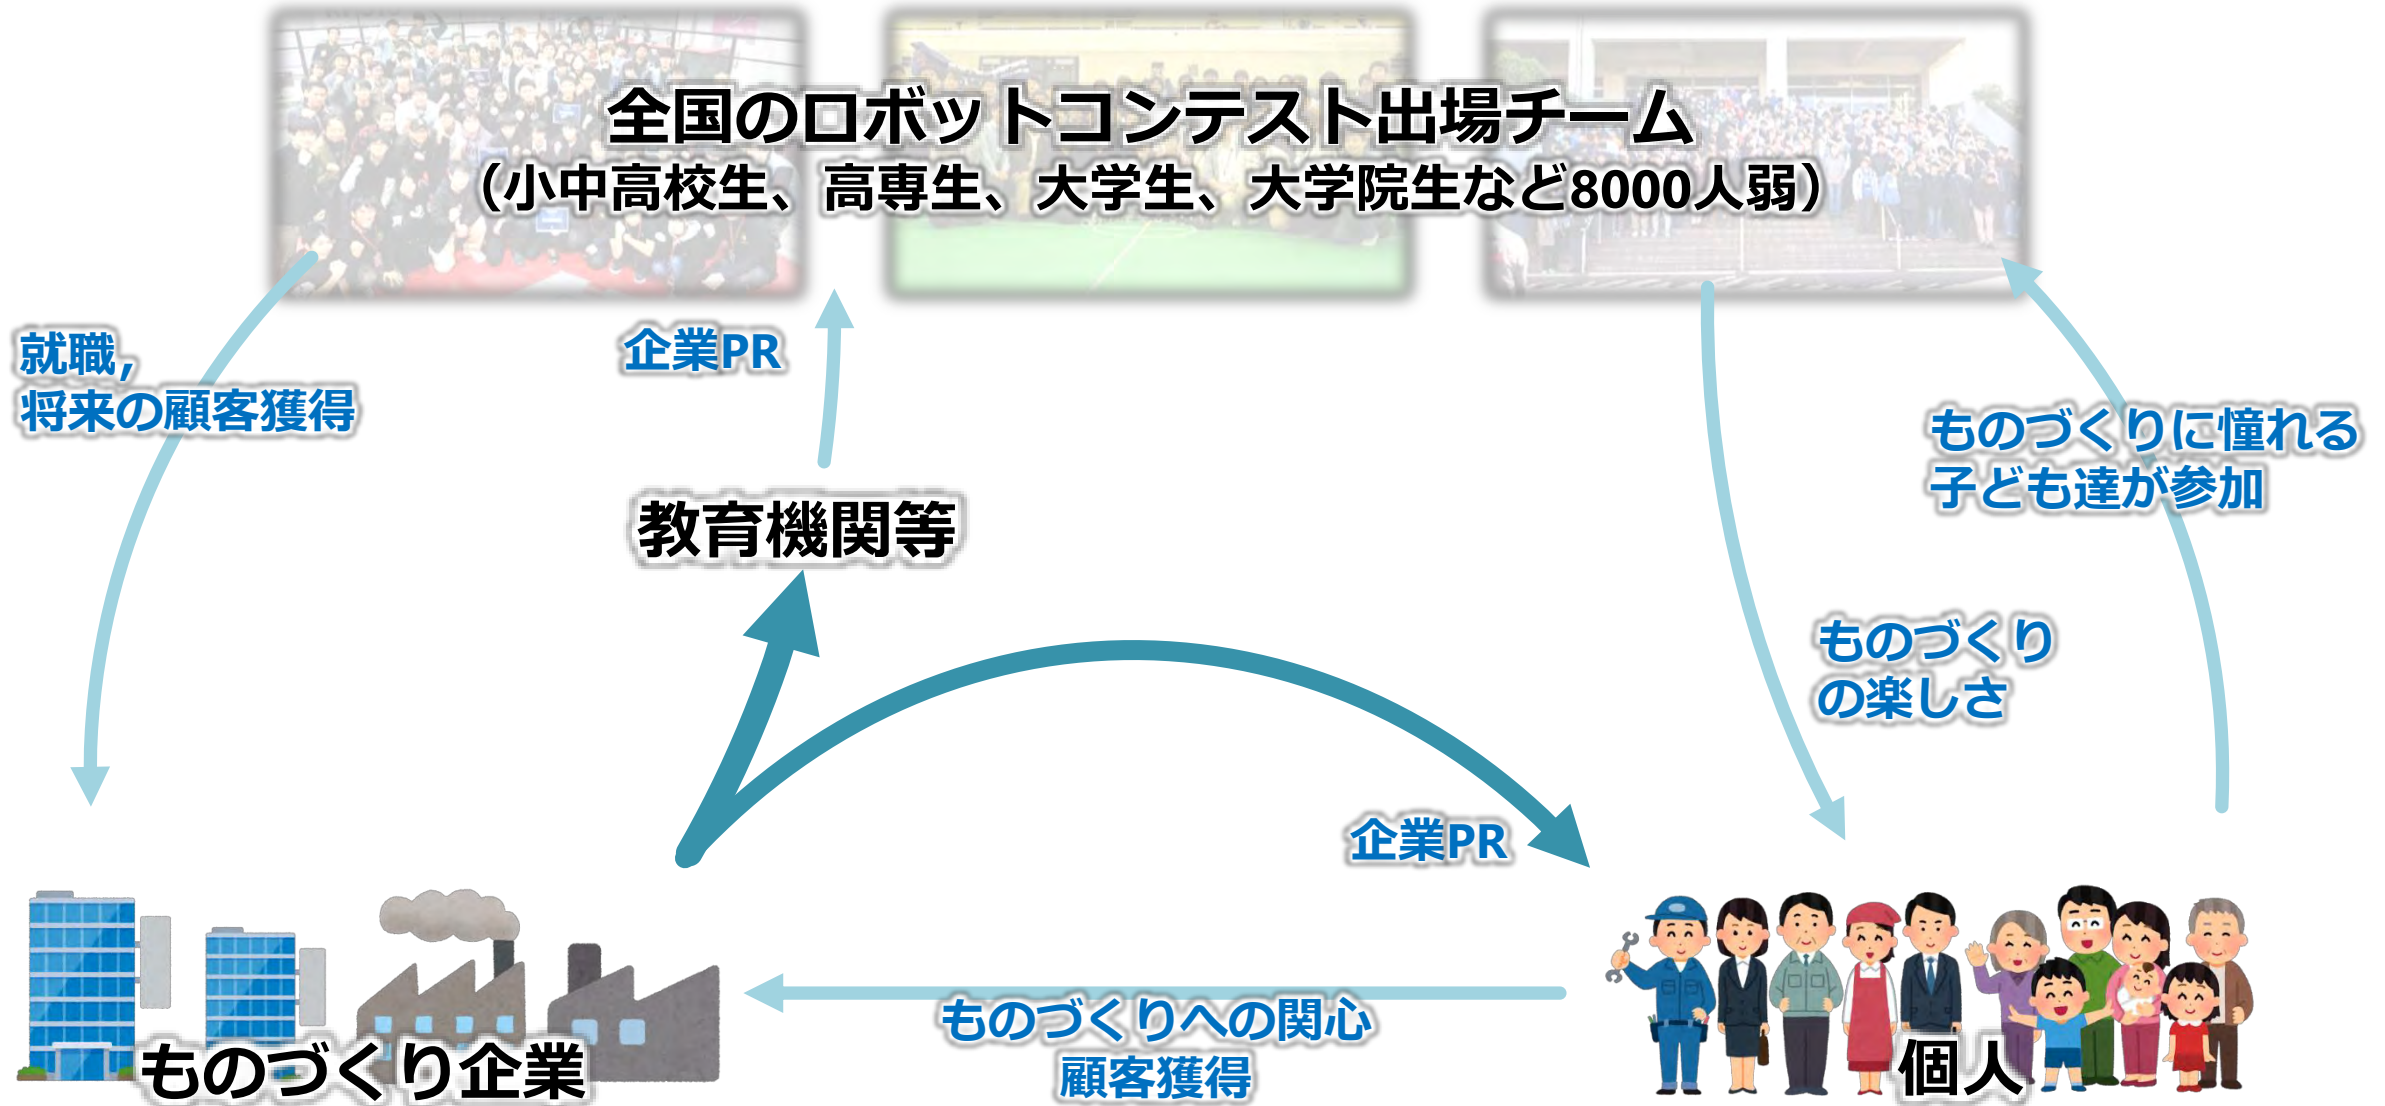 全国のロボットコンテスト出場チーム
（小中高校生、高専生、大学生、大学院生など8000人弱）
就職,
将来の顧客獲得
企業PR
ものづくりに憧れる
子ども達が参加
教育機関等
ものづくり
の楽しさ
企業PR
ものづくりへの関心
顧客獲得
ものづくり企業
個人